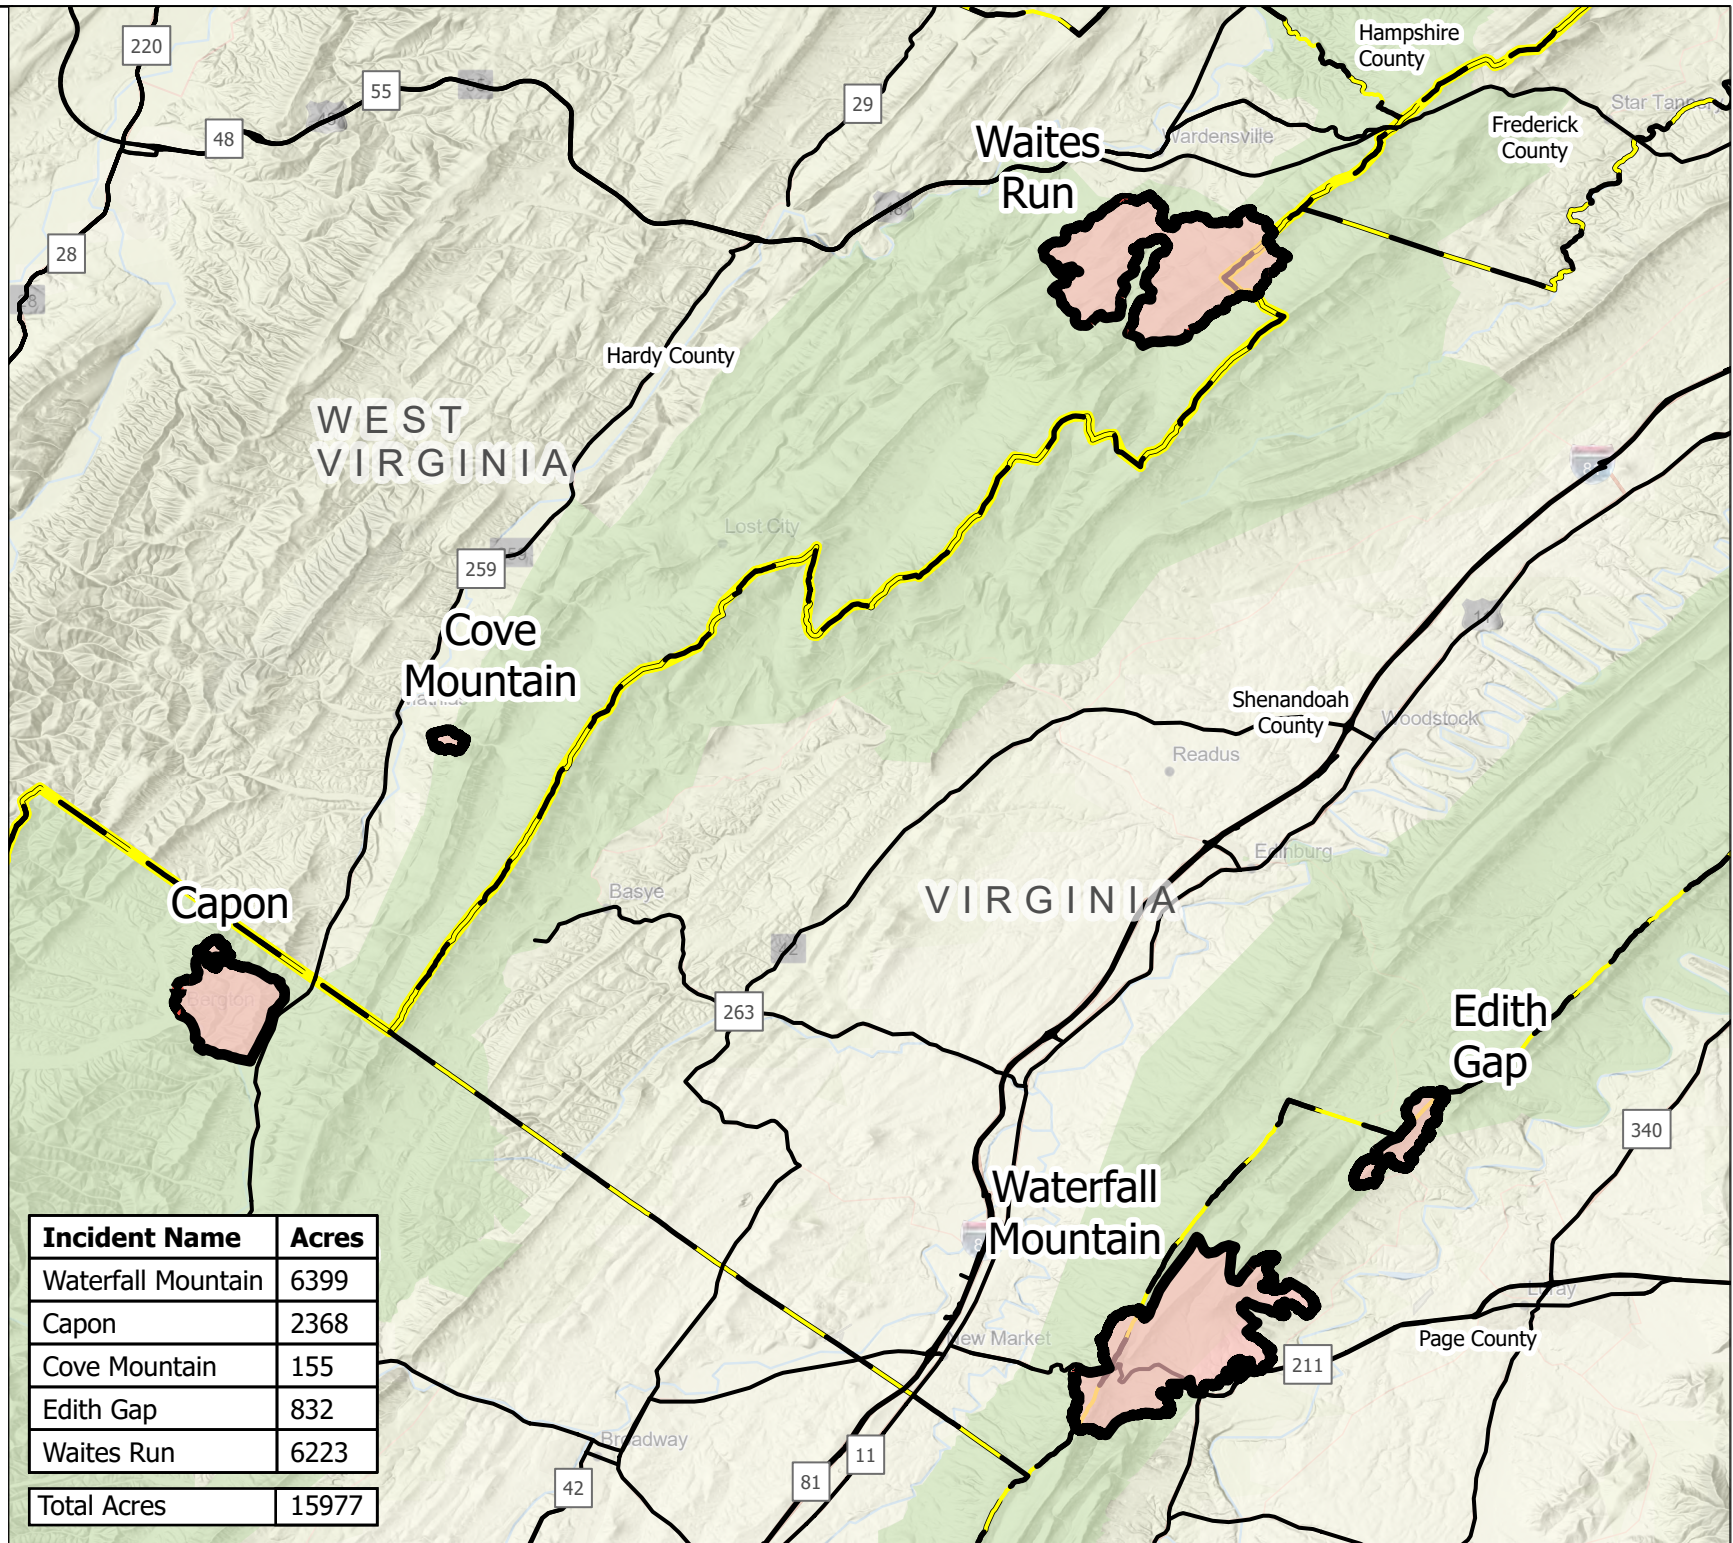 220
55
48
28
29
Hampshire
County
Star Tannery
Frederick
County
Wardensville
Waites
Run
Hardy County
WEST
VIRGINIA
Lost City
259
Cove
Mountain
Shenandoah
County
Woodstock
Readus
Edinburg
Capon
Basye
VIRGINIA
263
Edith
Gap
340
Waterfall
Mountain
Luray
New Market
Page County
211
Broadway
11
81
42
Incident Name Acres
Waterfall Mountain 6399
Capon 2368
Cove Mountain 155
Edith Gap 832
Waites Run 6223
Total Acres 15977